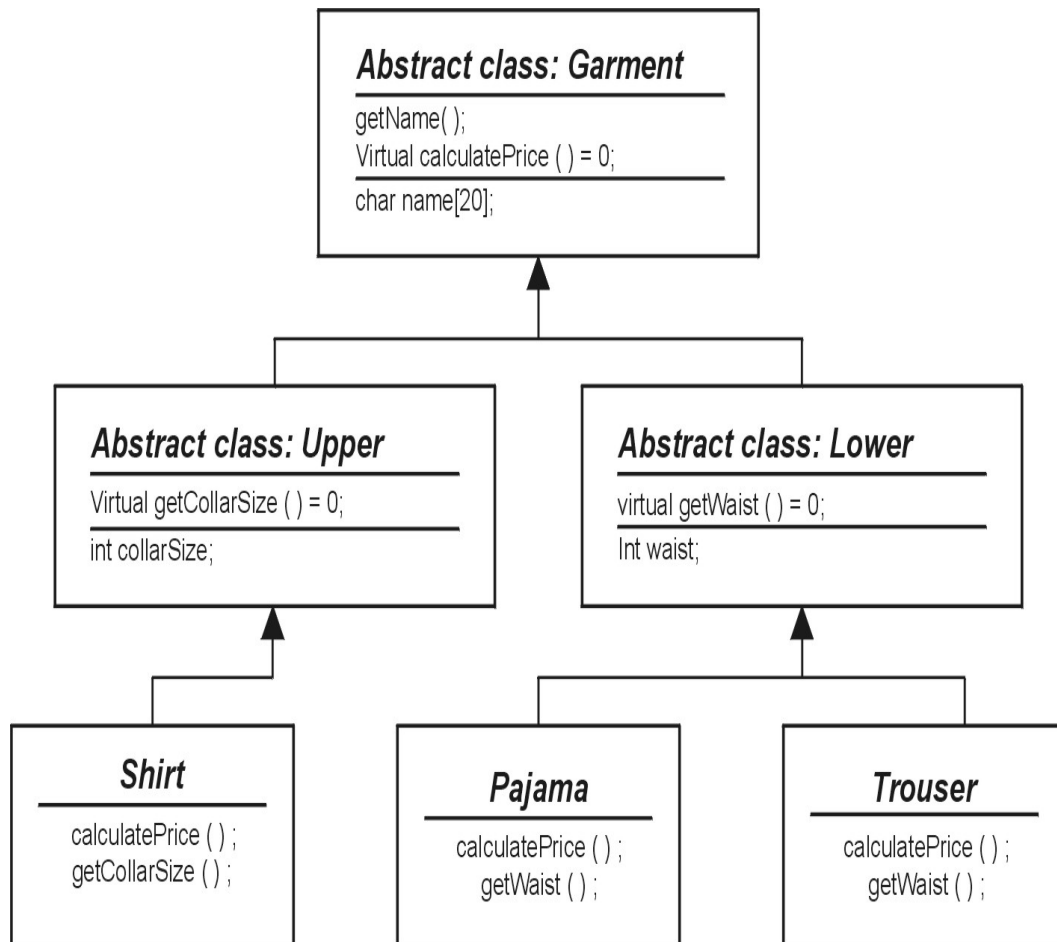 Abstract class: Garment
getName( );
Virtual calculatePrice ( ) = 0;
char name[20];
Abstract class: Upper
Virtual getCollarSize ( ) = 0;
int collarSize;
Abstract class: Lower
virtual getWaist ( ) = 0;
Int waist;
Shirt
calculatePrice ( ) ;
getCollarSize ( ) ;
Pajama
calculatePrice ( ) ;
getWaist ( ) ;
Trouser
calculatePrice ( ) ;
getWaist ( ) ;